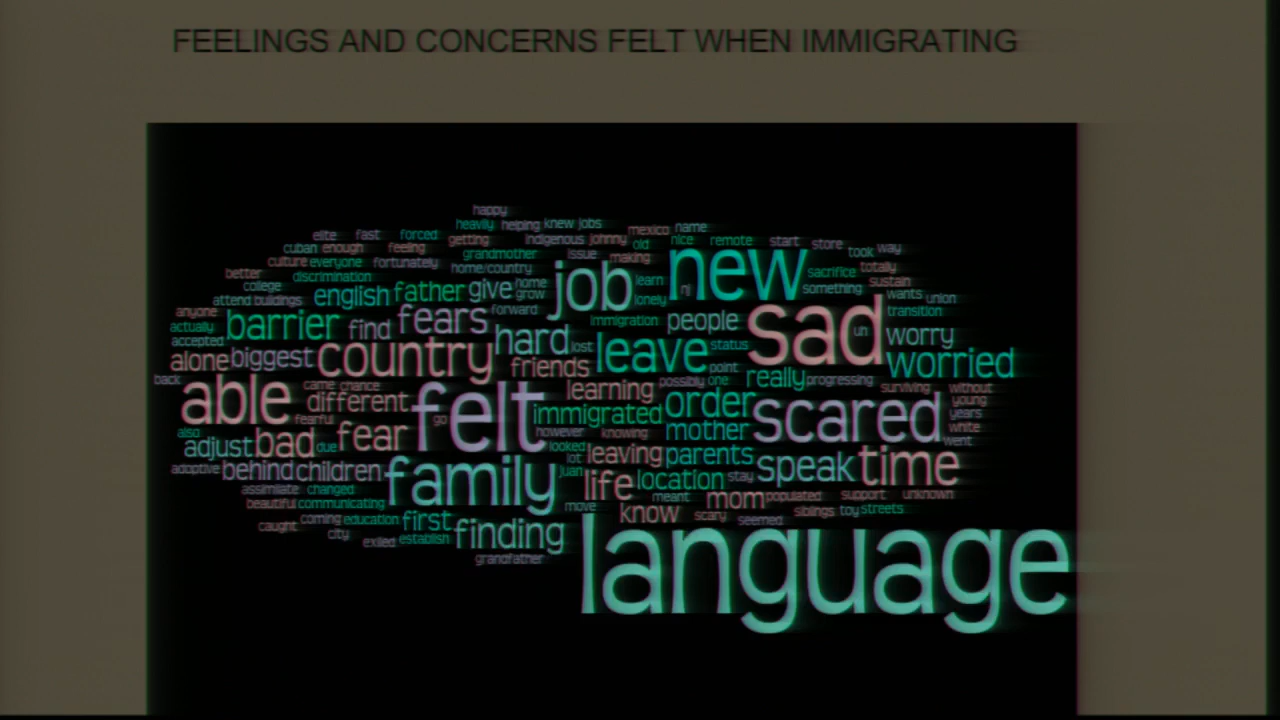 FEELINGS AND CONCERNS FELT WHEN IMMIGRATING
happy
heavily helping knew jobs
elite fast forced mexico name
getting indigenous johnny old nice remote start store
cuban enough feeling took way
grandmother issue making
culture everyone fortunately home/country job learn new sacrifice totally
better discrimination nj sustain
college english father give home grow lonely something wants union
attend buildings forward transition
anyone barrier find fears immigration people sad uh worry
actually hard lost status
accepted country leave worried
alone biggest friends point really
back came chance learning possibly one progressing surviving without
able different felt go immigrated order scared young
fearful years
also fear however knowing mother white
adjust bad due looked went
adoptive behind children lot leaving parents speak time
family juan life location stay
assimilate changed meant mom populated support unknown
beautiful communicating move know scary siblings toy streets
coming education first seemed
caught city finding language
exiled establish
grandfather